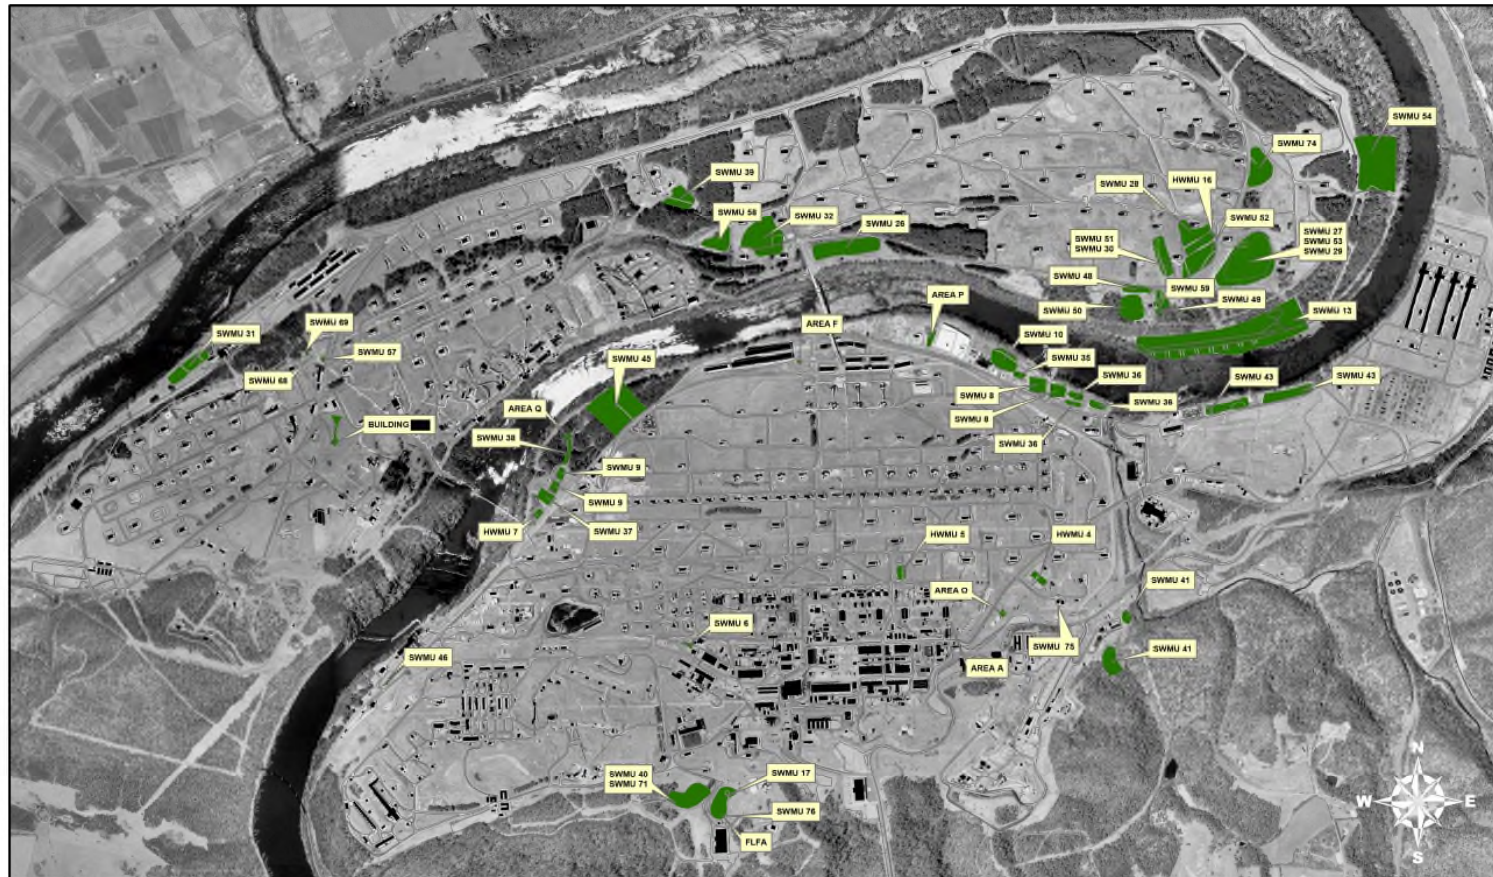 SWMU 54
SWMU 74
HWMU 16
SWMU 28
SWMU 39
SWMU 58
SWMU 32
SWMU 26
SWMU 52
SWMU 27
SWMU 53
SWMU 29
SWMU 51
SWMU 30
SWMU 48
SWMU 59
SWMU 50
SWMU 49
SWMU 13
AREA P
AREA F
SWMU 10
SWMU 31
SWMU 69
SWMU 57
SWMU 68
SWMU 45
SWMU 35
SWMU 36
SWMU 43
SWMU 43
SWMU 8
SWMU 36
SWMU 8
SWMU 36
AREA Q
BUILDING
SWMU 38
SWMU 9
SWMU 9
HWMU 7
SWMU 37
HWMU 5
HWMU 4
AREA O
SWMU 41
SWMU 6
SWMU 75
SWMU 41
SWMU 46
AREA A
SWMU 40
SWMU 71
SWMU 17
SWMU 76
FLFA
N
W
E
S